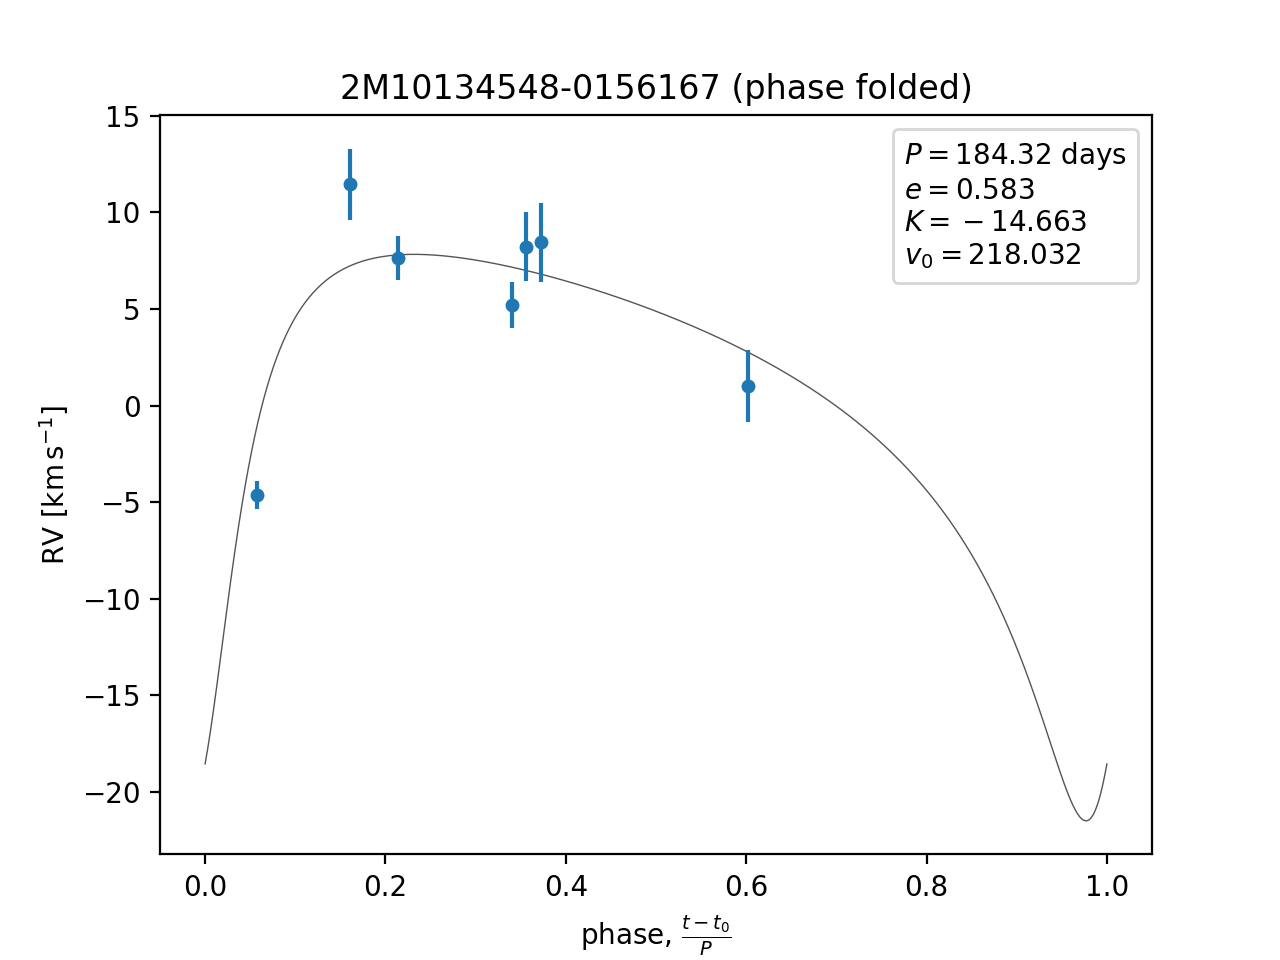 2M10134548-0156167 (phase folded)
P = 184.32 days
e = 0.583
K = −14.663
v₀ = 218.032
RV [km s⁻¹]
15
10
5
0
−5
−10
−15
−20
0.0 0.2 0.4 0.6 0.8 1.0
phase, (t − t₀)/P